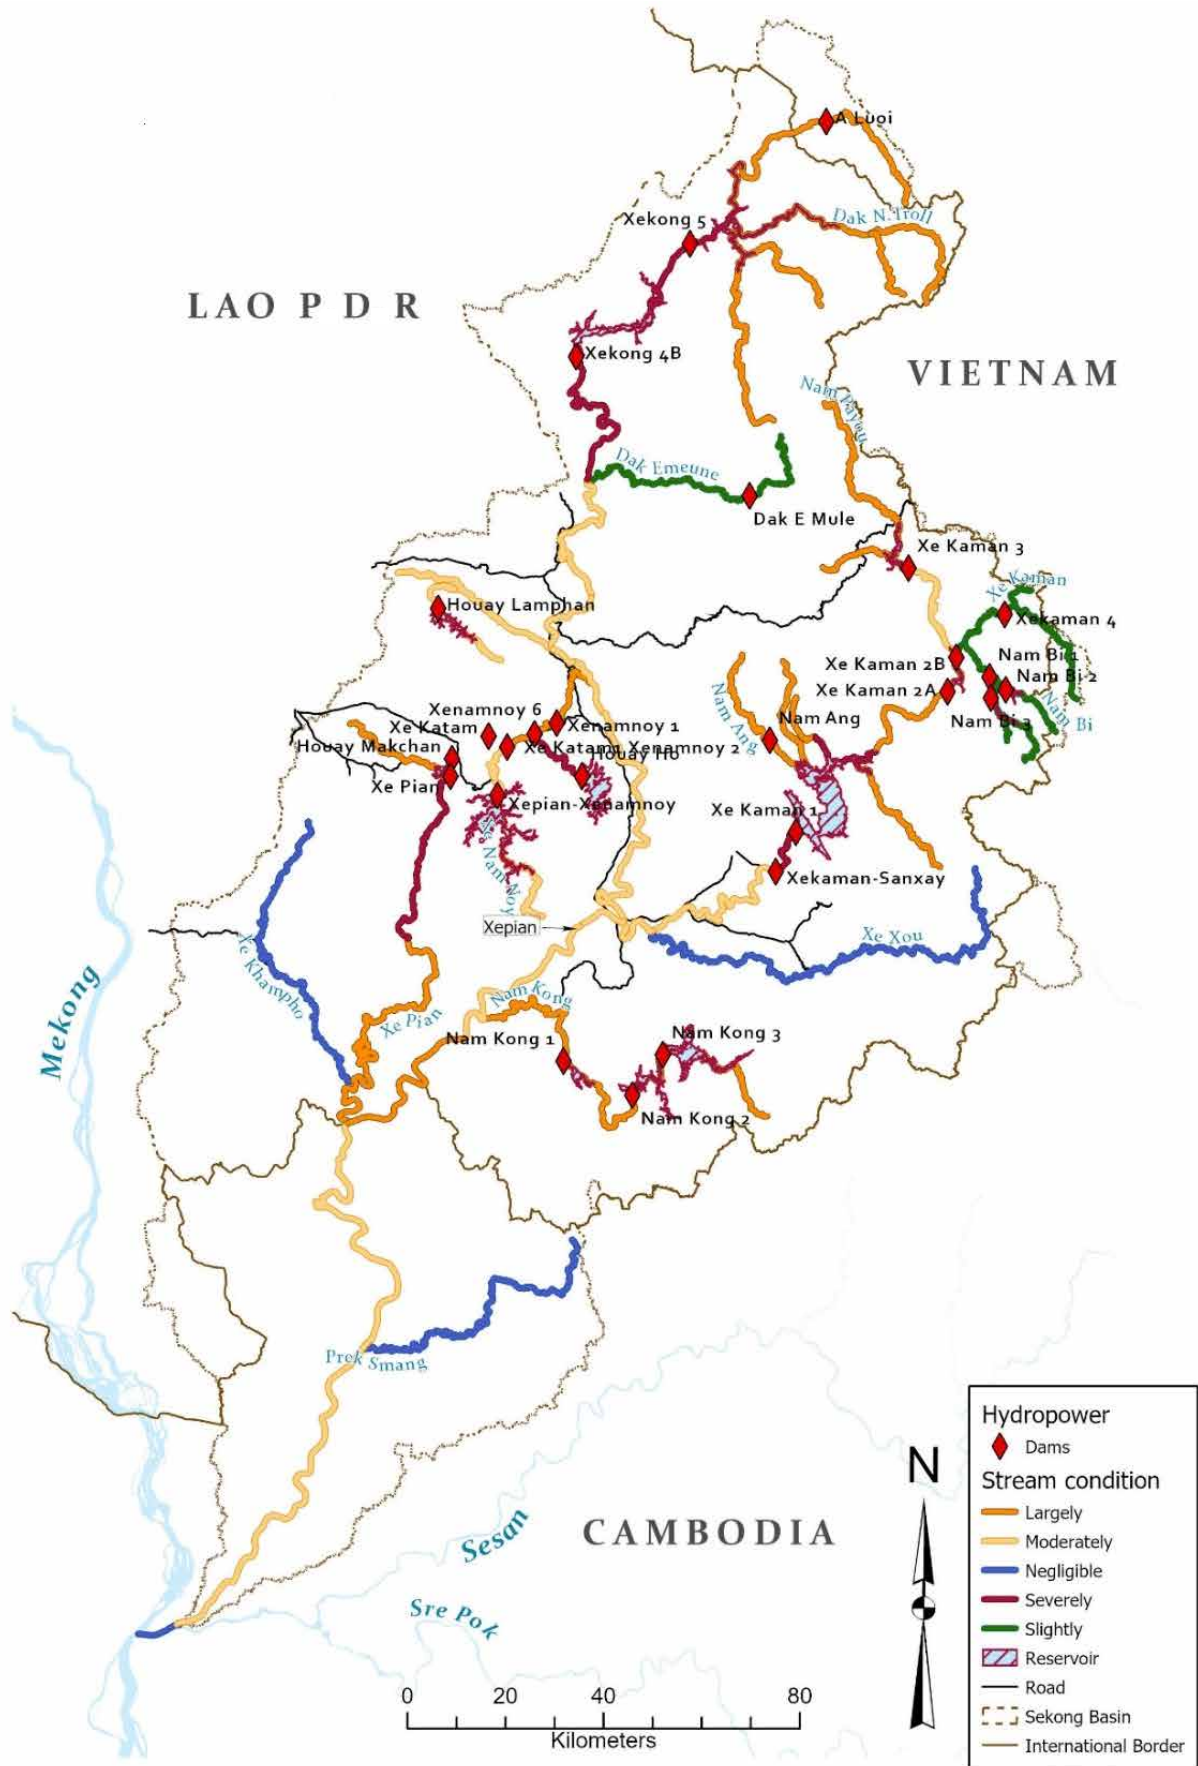 A Luoi
Dak N.Troll
Xekong 5
LAO P D R
Xekong 4B
VIETNAM
Nam Payou
Dak Emeune
Dak E Mule
Xe Kaman 3
Xe Kaman
Houay Lamphan
Xekaman 4
Xe Kaman 2B
Nam Bi 1
Nam Bi 2
Xe Kaman 2A
Nam Bi 3
Nam Bi
Nam Ang
Nam Ang
Xenamnoy 6
Xenamnoy 1
Xe Katam
Xe Katam1 Xenamnoy 2
Houay Makchan
Houay Ho
Xe Pian
Xepian-Xenamnoy
Xe Kaman 1
Xe Nam Noy
Xekaman-Sanxay
Xepian
Xe Xou
Xe Khampho
Mekong
Nam Kong
Xe Pian
Nam Kong 1
Nam Kong 3
Nam Kong 2
Prek Smang
Sesan
CAMBODIA
Sre Pok
N
0 20 40 80
Kilometers
Hydropower
Dams
Stream condition
Largely
Moderately
Negligible
Severely
Slightly
Reservoir
Road
Sekong Basin
International Border